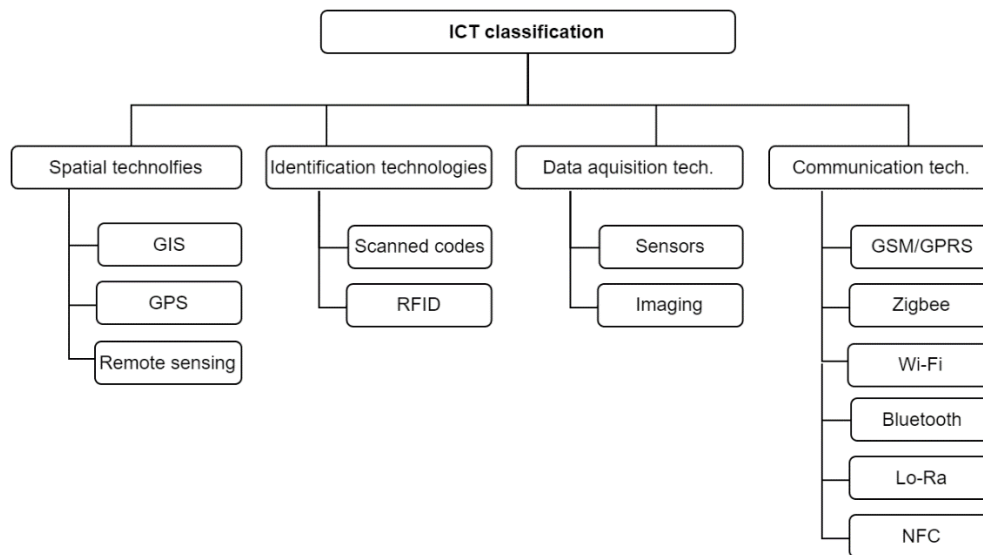 ICT classification
Spatial technolfies
GIS
GPS
Remote sensing
Identification technologies
Scanned codes
RFID
Data aquisition tech.
Sensors
Imaging
Communication tech.
GSM/GPRS
Zigbee
Wi-Fi
Bluetooth
Lo-Ra
NFC